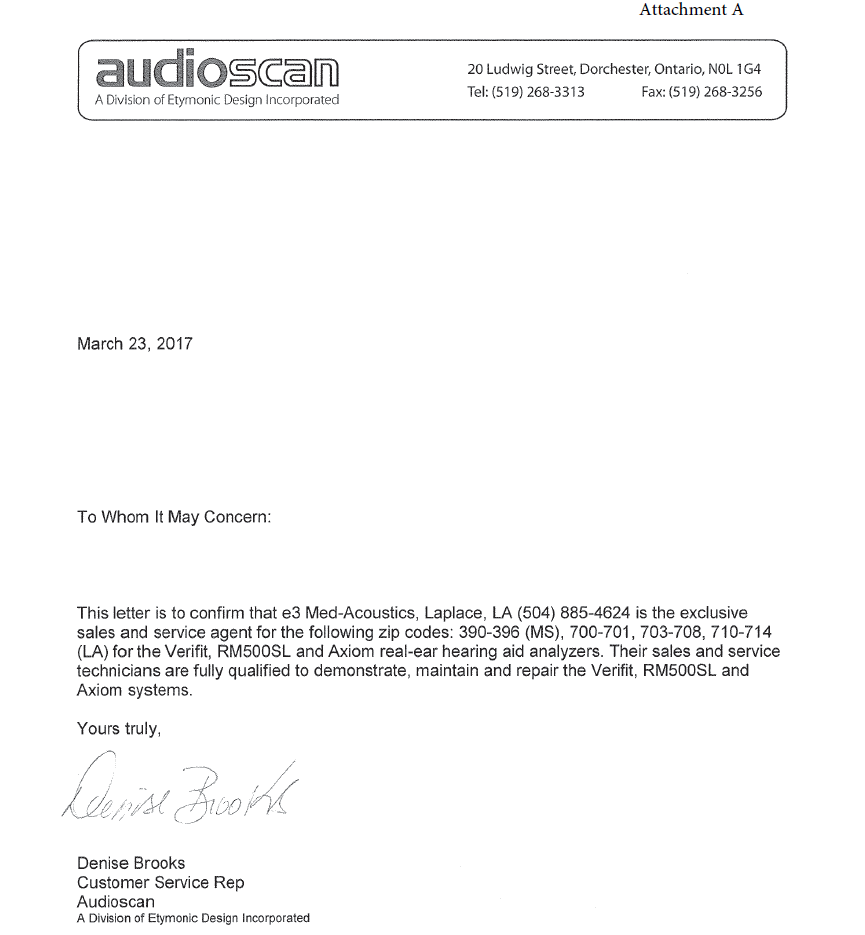 Attachment A
audioscan
A Division of Etymonic Design Incorporated
20 Ludwig Street, Dorchester, Ontario, N0L 1G4
Tel: (519) 268-3313 Fax: (519) 268-3256
March 23, 2017
To Whom It May Concern:
This letter is to confirm that e3 Med-Acoustics, Laplace, LA (504) 885-4624 is the exclusive
sales and service agent for the following zip codes: 390-396 (MS), 700-701, 703-708, 710-714
(LA) for the Verifit, RM500SL and Axiom real-ear hearing aid analyzers. Their sales and service
technicians are fully qualified to demonstrate, maintain and repair the Verifit, RM500SL and
Axiom systems.
Yours truly,
Denise Brooks
Denise Brooks
Customer Service Rep
Audioscan
A Division of Etymonic Design Incorporated